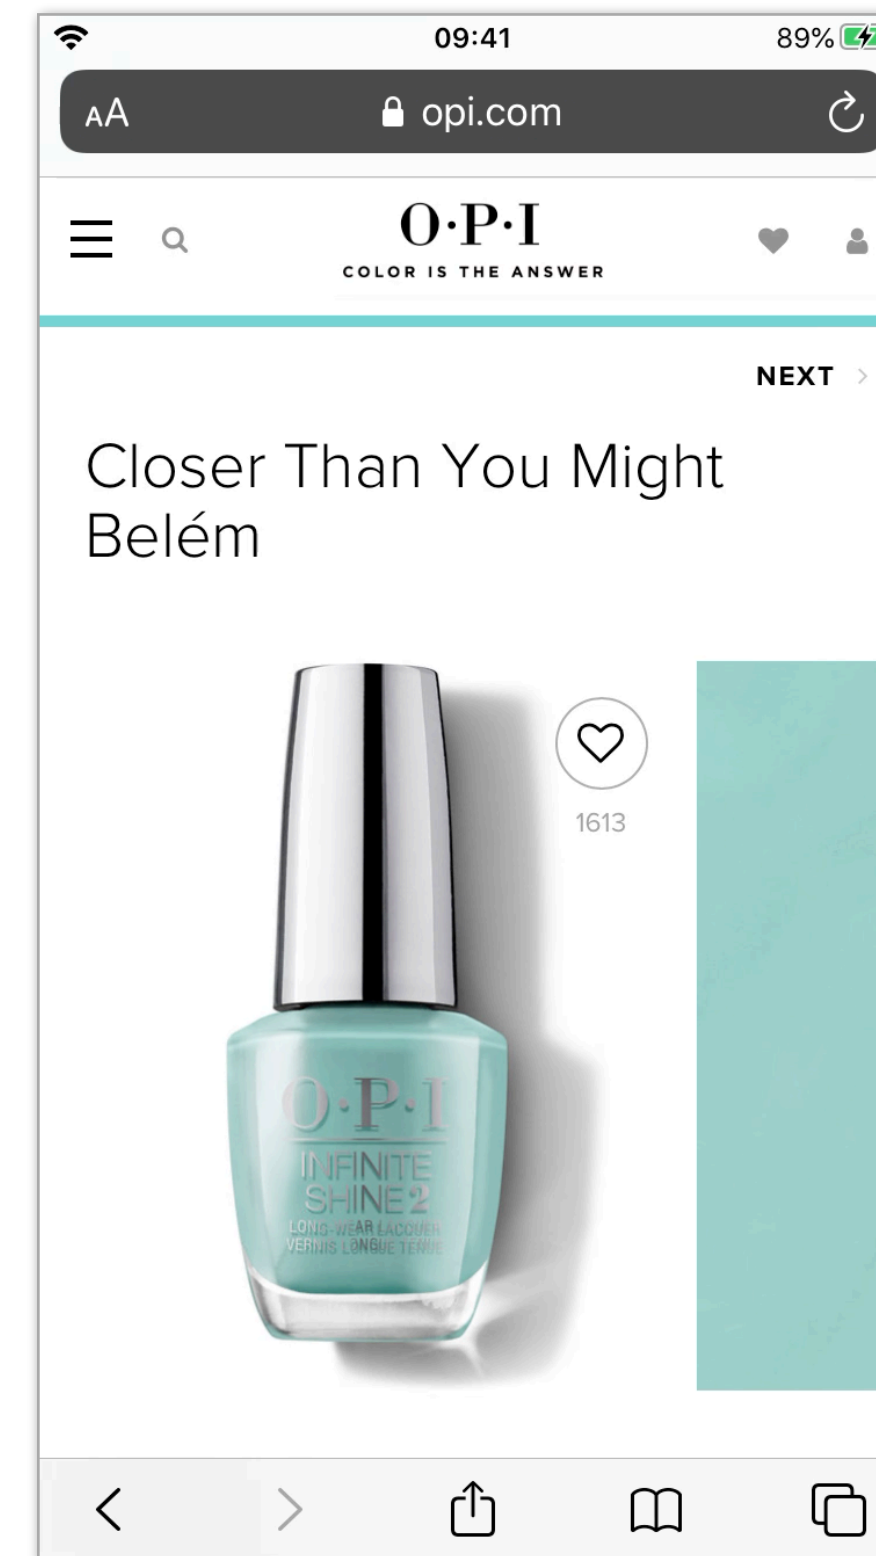 09:41
89%
AA
opi.com
O·P·I
COLOR IS THE ANSWER
NEXT
Closer Than You Might
Belém
1613
O·P·I
INFINITE
SHINE 2
LONG-WEAR LACQUER
VERNIS LONGUE TENUE